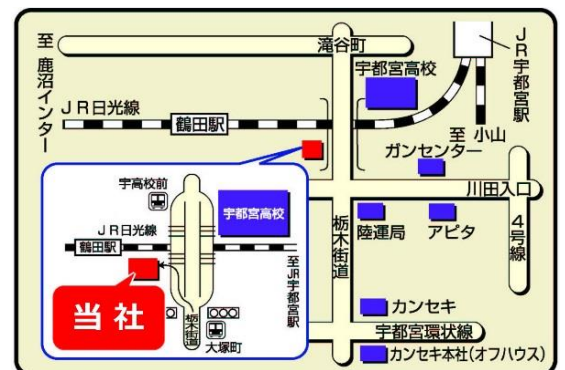 至 鹿沼インター
滝谷町
JR宇都宮駅
宇都宮高校
JR日光線
鶴田駅
至 小山
ガンセンター
川田入口
栃木街道
陸運局
アピタ
4号線
カンセキ
宇都宮環状線
カンセキ本社(オフハウス)
宇高校前
宇都宮高校
JR日光線
鶴田駅
至JR宇都宮駅
当社
栃木街道
大塚町